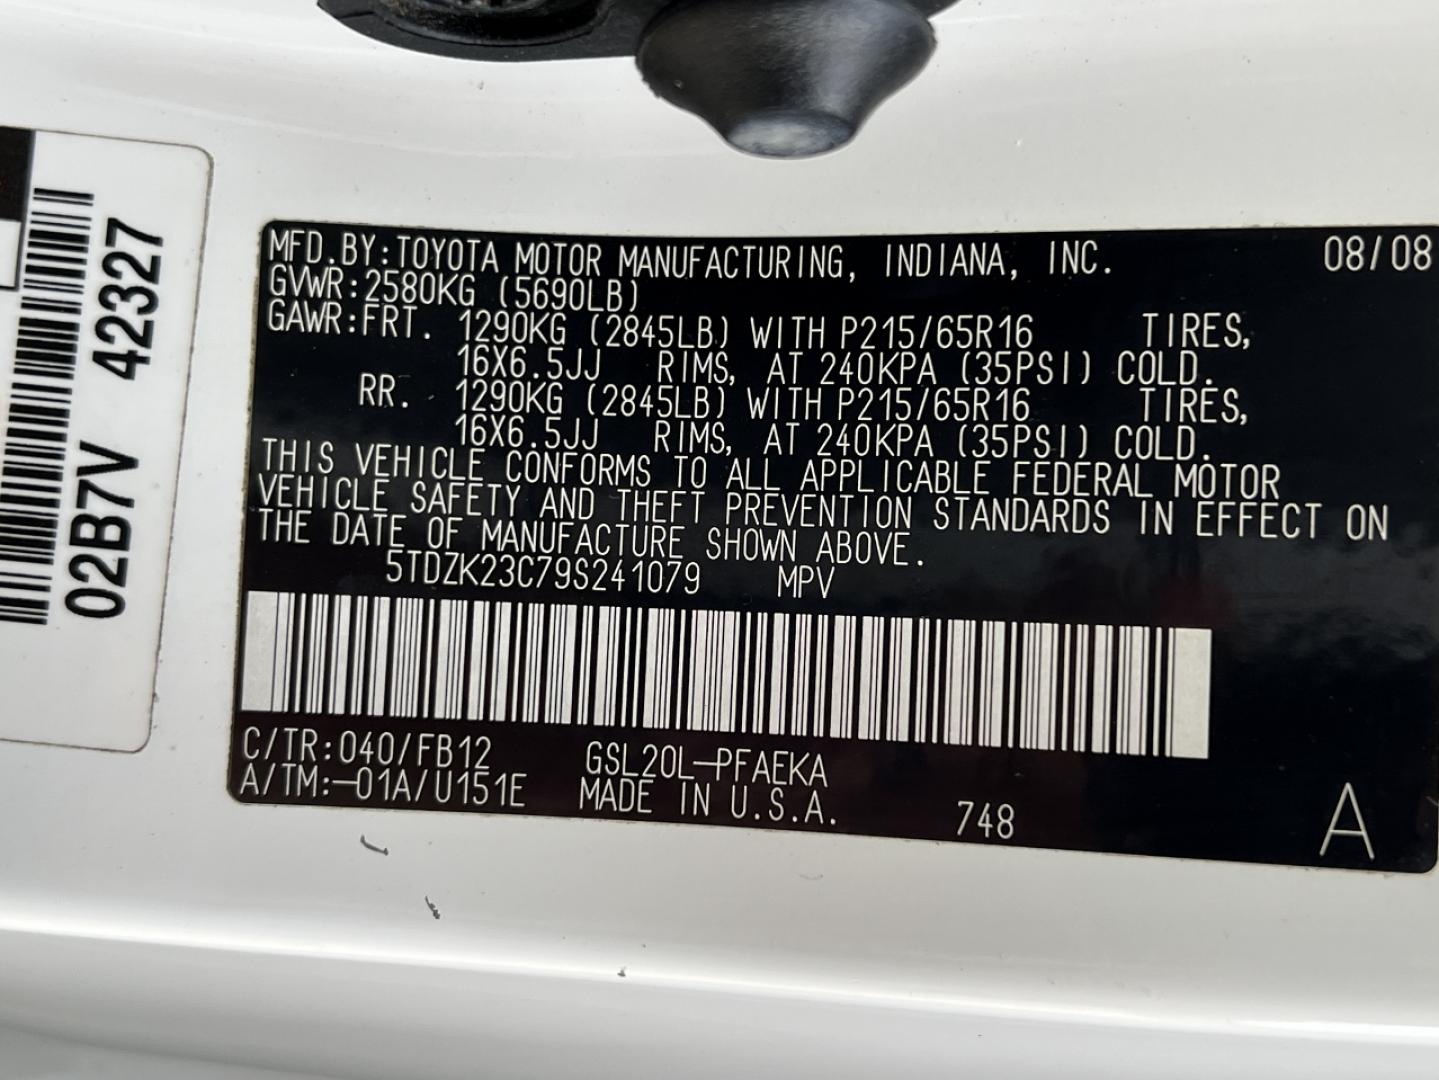 02B7V 42327
MFD.BY:TOYOTA MOTOR MANUFACTURING, INDIANA, INC. 08/08
GVWR:2580KG (5690LB)
GAWR:FRT. 1290KG (2845LB) WITH P215/65R16 TIRES,
16X6.5JJ RIMS, AT 240KPA (35PSI) COLD.
RR. 1290KG (2845LB) WITH P215/65R16 TIRES,
16X6.5JJ RIMS, AT 240KPA (35PSI) COLD.
THIS VEHICLE CONFORMS TO ALL APPLICABLE FEDERAL MOTOR
VEHICLE SAFETY AND THEFT PREVENTION STANDARDS IN EFFECT ON
THE DATE OF MANUFACTURE SHOWN ABOVE.
5TDZK23C79S241079 MPV
C/TR:040/FB12 GSL20L-PFAEKA
A/TM:-01A/U151E MADE IN U.S.A. 748 A